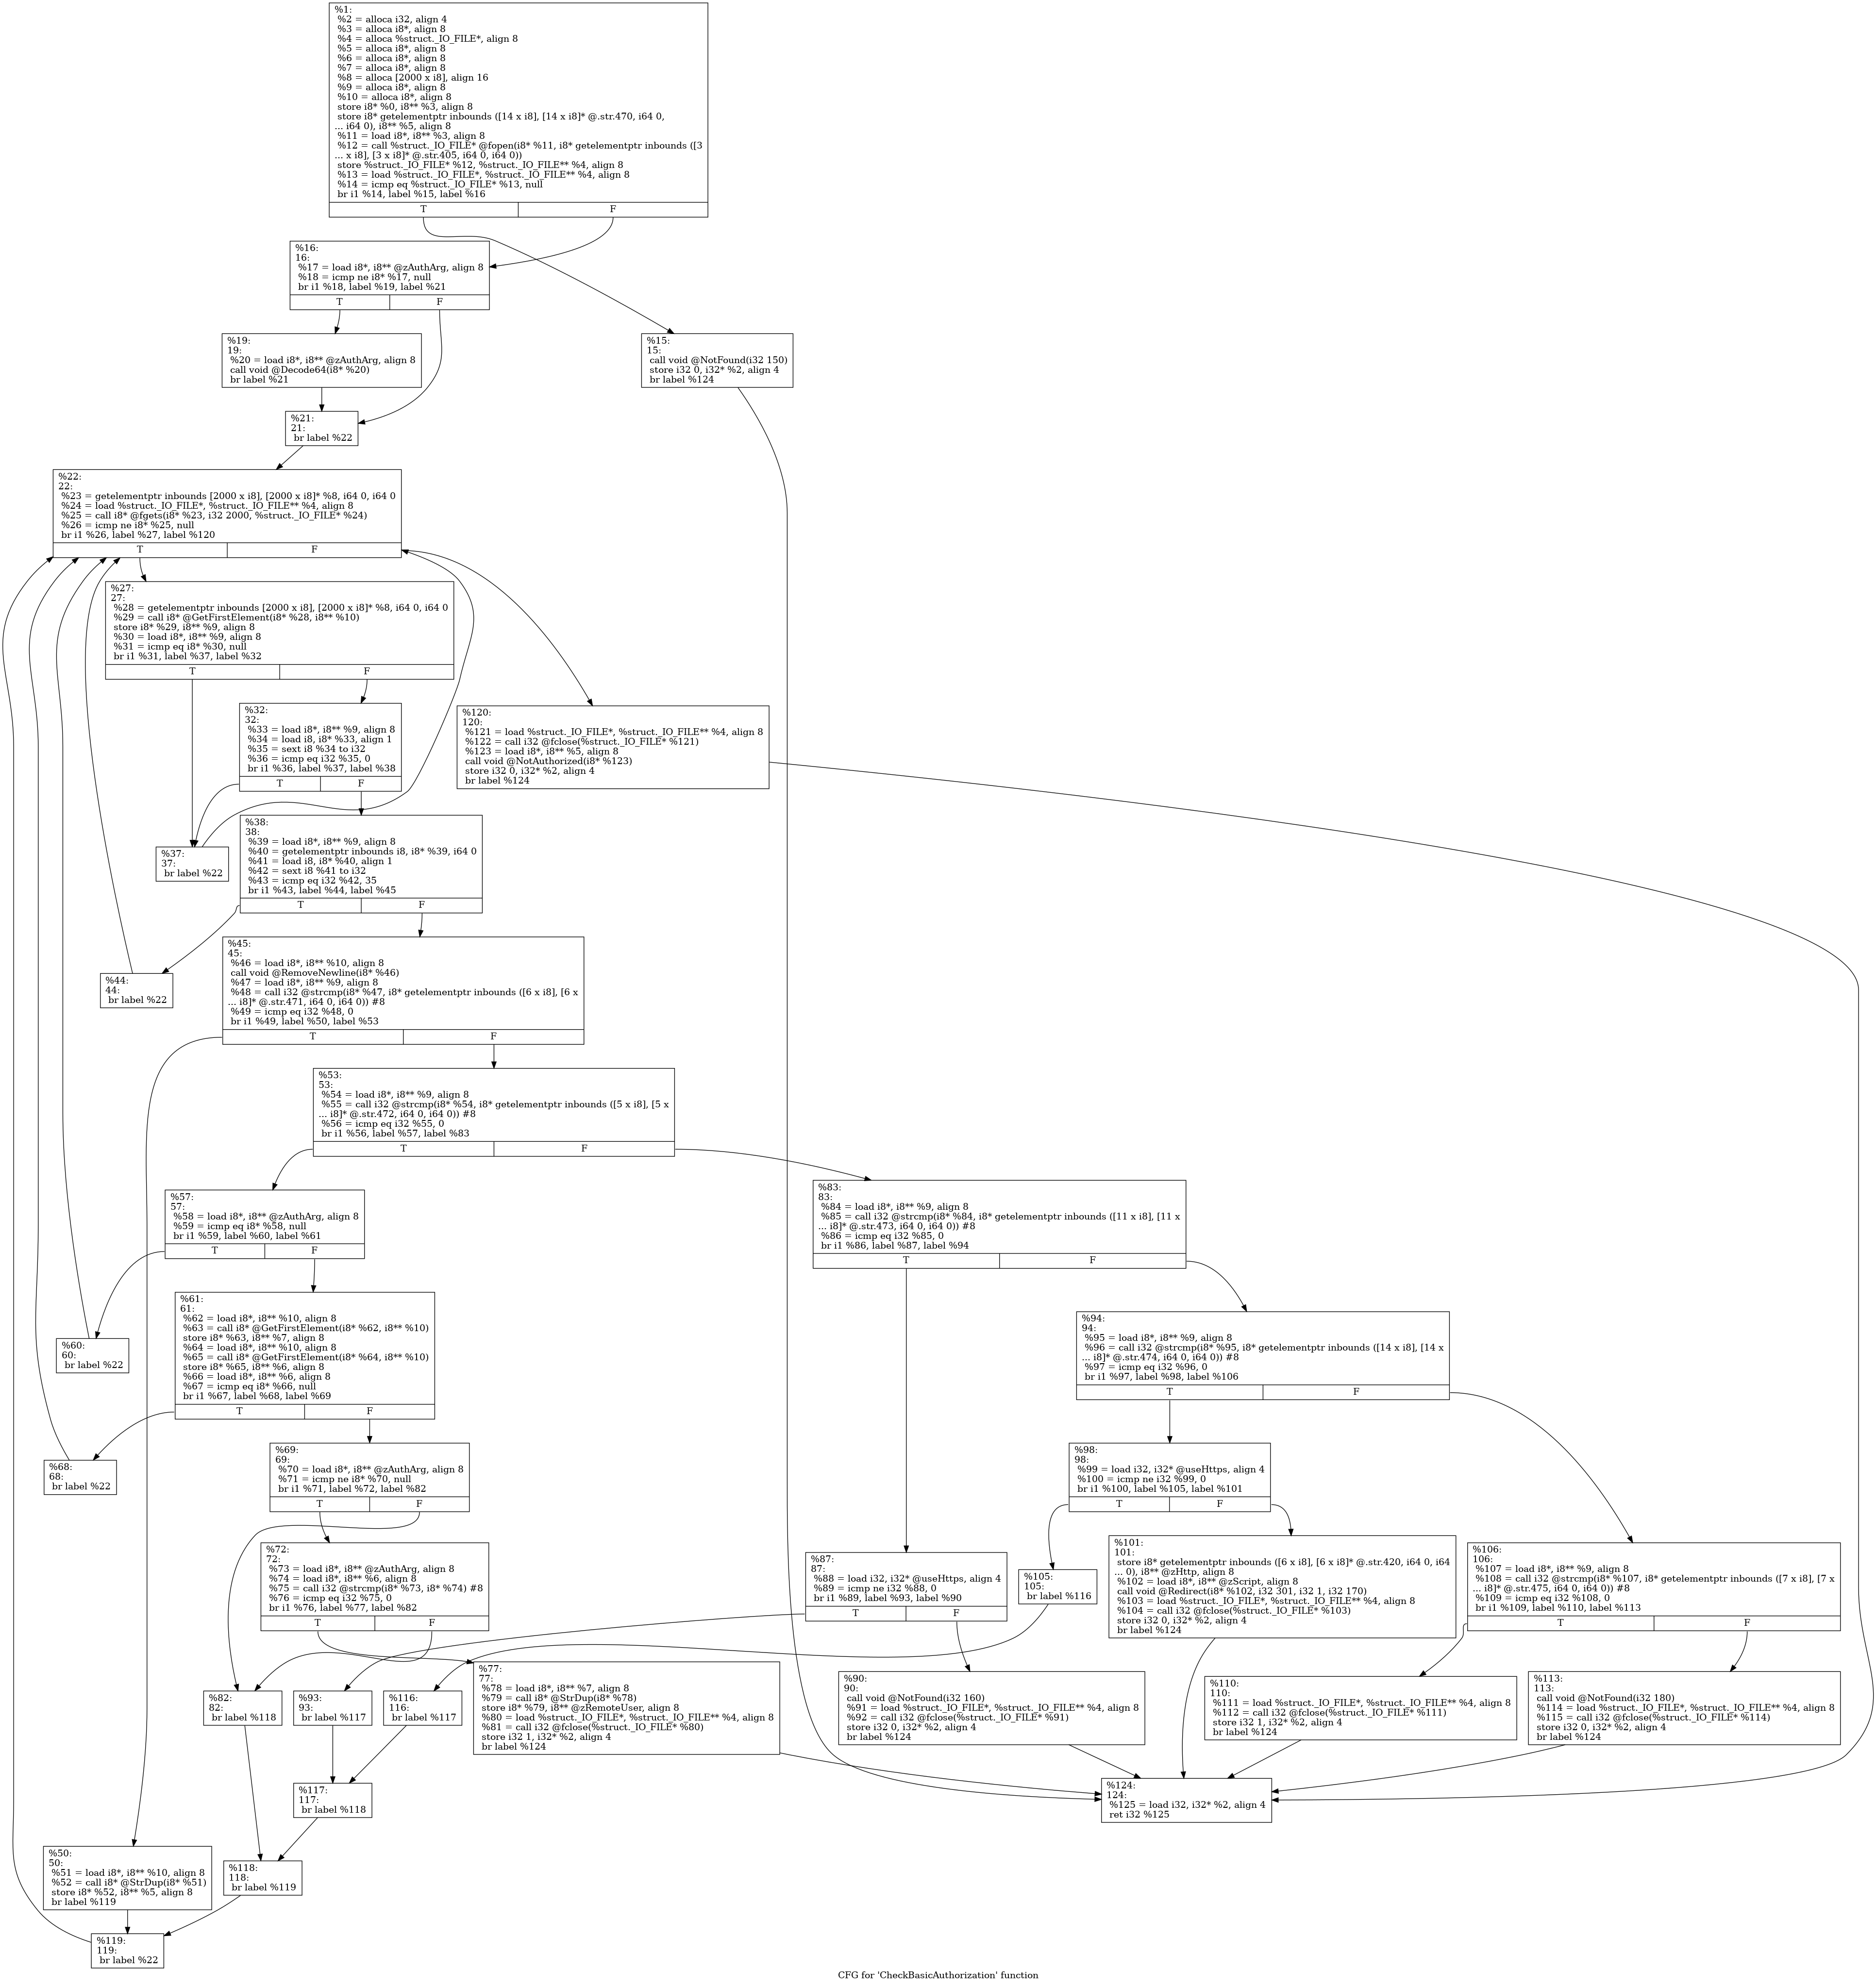 %1:
%2 = alloca i32, align 4
%3 = alloca i8*, align 8
%4 = alloca %struct._IO_FILE*, align 8
%5 = alloca i8*, align 8
%6 = alloca i8*, align 8
%7 = alloca i8*, align 8
%8 = alloca [2000 x i8], align 16
%9 = alloca i8*, align 8
%10 = alloca i8*, align 8
store i8* %0, i8** %3, align 8
store i8* getelementptr inbounds ([14 x i8], [14 x i8]* @.str.470, i64 0,
... i64 0), i8** %5, align 8
%11 = load i8*, i8** %3, align 8
%12 = call %struct._IO_FILE* @fopen(i8* %11, i8* getelementptr inbounds ([3
... x i8], [3 x i8]* @.str.405, i64 0, i64 0))
store %struct._IO_FILE* %12, %struct._IO_FILE** %4, align 8
%13 = load %struct._IO_FILE*, %struct._IO_FILE** %4, align 8
%14 = icmp eq %struct._IO_FILE* %13, null
br i1 %14, label %15, label %16
T F
%16:
16:
%17 = load i8*, i8** @zAuthArg, align 8
%18 = icmp ne i8* %17, null
br i1 %18, label %19, label %21
T F
%19:
19:
%20 = load i8*, i8** @zAuthArg, align 8
call void @Decode64(i8* %20)
br label %21
%15:
15:
call void @NotFound(i32 150)
store i32 0, i32* %2, align 4
br label %124
%21:
21:
br label %22
%22:
22:
%23 = getelementptr inbounds [2000 x i8], [2000 x i8]* %8, i64 0, i64 0
%24 = load %struct._IO_FILE*, %struct._IO_FILE** %4, align 8
%25 = call i8* @fgets(i8* %23, i32 2000, %struct._IO_FILE* %24)
%26 = icmp ne i8* %25, null
br i1 %26, label %27, label %120
T F
%27:
27:
%28 = getelementptr inbounds [2000 x i8], [2000 x i8]* %8, i64 0, i64 0
%29 = call i8* @GetFirstElement(i8* %28, i8** %10)
store i8* %29, i8** %9, align 8
%30 = load i8*, i8** %9, align 8
%31 = icmp eq i8* %30, null
br i1 %31, label %37, label %32
T F
%32:
32:
%33 = load i8*, i8** %9, align 8
%34 = load i8, i8* %33, align 1
%35 = sext i8 %34 to i32
%36 = icmp eq i32 %35, 0
br i1 %36, label %37, label %38
T F
%120:
120:
%121 = load %struct._IO_FILE*, %struct._IO_FILE** %4, align 8
%122 = call i32 @fclose(%struct._IO_FILE* %121)
%123 = load i8*, i8** %5, align 8
call void @NotAuthorized(i8* %123)
store i32 0, i32* %2, align 4
br label %124
%37:
37:
br label %22
%38:
38:
%39 = load i8*, i8** %9, align 8
%40 = getelementptr inbounds i8, i8* %39, i64 0
%41 = load i8, i8* %40, align 1
%42 = sext i8 %41 to i32
%43 = icmp eq i32 %42, 35
br i1 %43, label %44, label %45
T F
%44:
44:
br label %22
%45:
45:
%46 = load i8*, i8** %10, align 8
call void @RemoveNewline(i8* %46)
%47 = load i8*, i8** %9, align 8
%48 = call i32 @strcmp(i8* %47, i8* getelementptr inbounds ([6 x i8], [6 x
... i8]* @.str.471, i64 0, i64 0)) #8
%49 = icmp eq i32 %48, 0
br i1 %49, label %50, label %53
T F
%53:
53:
%54 = load i8*, i8** %9, align 8
%55 = call i32 @strcmp(i8* %54, i8* getelementptr inbounds ([5 x i8], [5 x
... i8]* @.str.472, i64 0, i64 0)) #8
%56 = icmp eq i32 %55, 0
br i1 %56, label %57, label %83
T F
%57:
57:
%58 = load i8*, i8** @zAuthArg, align 8
%59 = icmp eq i8* %58, null
br i1 %59, label %60, label %61
T F
%83:
83:
%84 = load i8*, i8** %9, align 8
%85 = call i32 @strcmp(i8* %84, i8* getelementptr inbounds ([11 x i8], [11 x
... i8]* @.str.473, i64 0, i64 0)) #8
%86 = icmp eq i32 %85, 0
br i1 %86, label %87, label %94
T F
%60:
60:
br label %22
%61:
61:
%62 = load i8*, i8** %10, align 8
%63 = call i8* @GetFirstElement(i8* %62, i8** %10)
store i8* %63, i8** %7, align 8
%64 = load i8*, i8** %10, align 8
%65 = call i8* @GetFirstElement(i8* %64, i8** %10)
store i8* %65, i8** %6, align 8
%66 = load i8*, i8** %6, align 8
%67 = icmp eq i8* %66, null
br i1 %67, label %68, label %69
T F
%94:
94:
%95 = load i8*, i8** %9, align 8
%96 = call i32 @strcmp(i8* %95, i8* getelementptr inbounds ([14 x i8], [14 x
... i8]* @.str.474, i64 0, i64 0)) #8
%97 = icmp eq i32 %96, 0
br i1 %97, label %98, label %106
T F
%68:
68:
br label %22
%69:
69:
%70 = load i8*, i8** @zAuthArg, align 8
%71 = icmp ne i8* %70, null
br i1 %71, label %72, label %82
T F
%98:
98:
%99 = load i32, i32* @useHttps, align 4
%100 = icmp ne i32 %99, 0
br i1 %100, label %105, label %101
T F
%72:
72:
%73 = load i8*, i8** @zAuthArg, align 8
%74 = load i8*, i8** %6, align 8
%75 = call i32 @strcmp(i8* %73, i8* %74) #8
%76 = icmp eq i32 %75, 0
br i1 %76, label %77, label %82
T F
%87:
87:
%88 = load i32, i32* @useHttps, align 4
%89 = icmp ne i32 %88, 0
br i1 %89, label %93, label %90
T F
%105:
105:
br label %116
%101:
101:
store i8* getelementptr inbounds ([6 x i8], [6 x i8]* @.str.420, i64 0, i64
... 0), i8** @zHttp, align 8
%102 = load i8*, i8** @zScript, align 8
call void @Redirect(i8* %102, i32 301, i32 1, i32 170)
%103 = load %struct._IO_FILE*, %struct._IO_FILE** %4, align 8
%104 = call i32 @fclose(%struct._IO_FILE* %103)
store i32 0, i32* %2, align 4
br label %124
%106:
106:
%107 = load i8*, i8** %9, align 8
%108 = call i32 @strcmp(i8* %107, i8* getelementptr inbounds ([7 x i8], [7 x
... i8]* @.str.475, i64 0, i64 0)) #8
%109 = icmp eq i32 %108, 0
br i1 %109, label %110, label %113
T F
%82:
82:
br label %118
%93:
93:
br label %117
%116:
116:
br label %117
%77:
77:
%78 = load i8*, i8** %7, align 8
%79 = call i8* @StrDup(i8* %78)
store i8* %79, i8** @zRemoteUser, align 8
%80 = load %struct._IO_FILE*, %struct._IO_FILE** %4, align 8
%81 = call i32 @fclose(%struct._IO_FILE* %80)
store i32 1, i32* %2, align 4
br label %124
%90:
90:
call void @NotFound(i32 160)
%91 = load %struct._IO_FILE*, %struct._IO_FILE** %4, align 8
%92 = call i32 @fclose(%struct._IO_FILE* %91)
store i32 0, i32* %2, align 4
br label %124
%110:
110:
%111 = load %struct._IO_FILE*, %struct._IO_FILE** %4, align 8
%112 = call i32 @fclose(%struct._IO_FILE* %111)
store i32 1, i32* %2, align 4
br label %124
%113:
113:
call void @NotFound(i32 180)
%114 = load %struct._IO_FILE*, %struct._IO_FILE** %4, align 8
%115 = call i32 @fclose(%struct._IO_FILE* %114)
store i32 0, i32* %2, align 4
br label %124
%117:
117:
br label %118
%124:
124:
%125 = load i32, i32* %2, align 4
ret i32 %125
%50:
50:
%51 = load i8*, i8** %10, align 8
%52 = call i8* @StrDup(i8* %51)
store i8* %52, i8** %5, align 8
br label %119
%118:
118:
br label %119
%119:
119:
br label %22
CFG for 'CheckBasicAuthorization' function